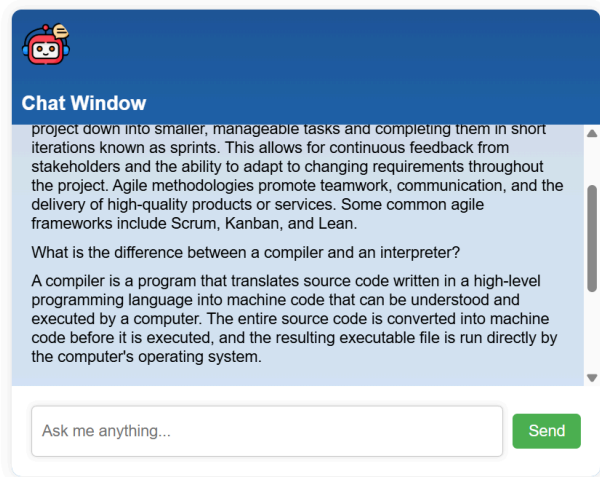 Chat Window
project down into smaller, manageable tasks and completing them in short
iterations known as sprints. This allows for continuous feedback from
stakeholders and the ability to adapt to changing requirements throughout
the project. Agile methodologies promote teamwork, communication, and the
delivery of high-quality products or services. Some common agile
frameworks include Scrum, Kanban, and Lean.
What is the difference between a compiler and an interpreter?
A compiler is a program that translates source code written in a high-level
programming language into machine code that can be understood and
executed by a computer. The entire source code is converted into machine
code before it is executed, and the resulting executable file is run directly by
the computer's operating system.
Ask me anything...
Send